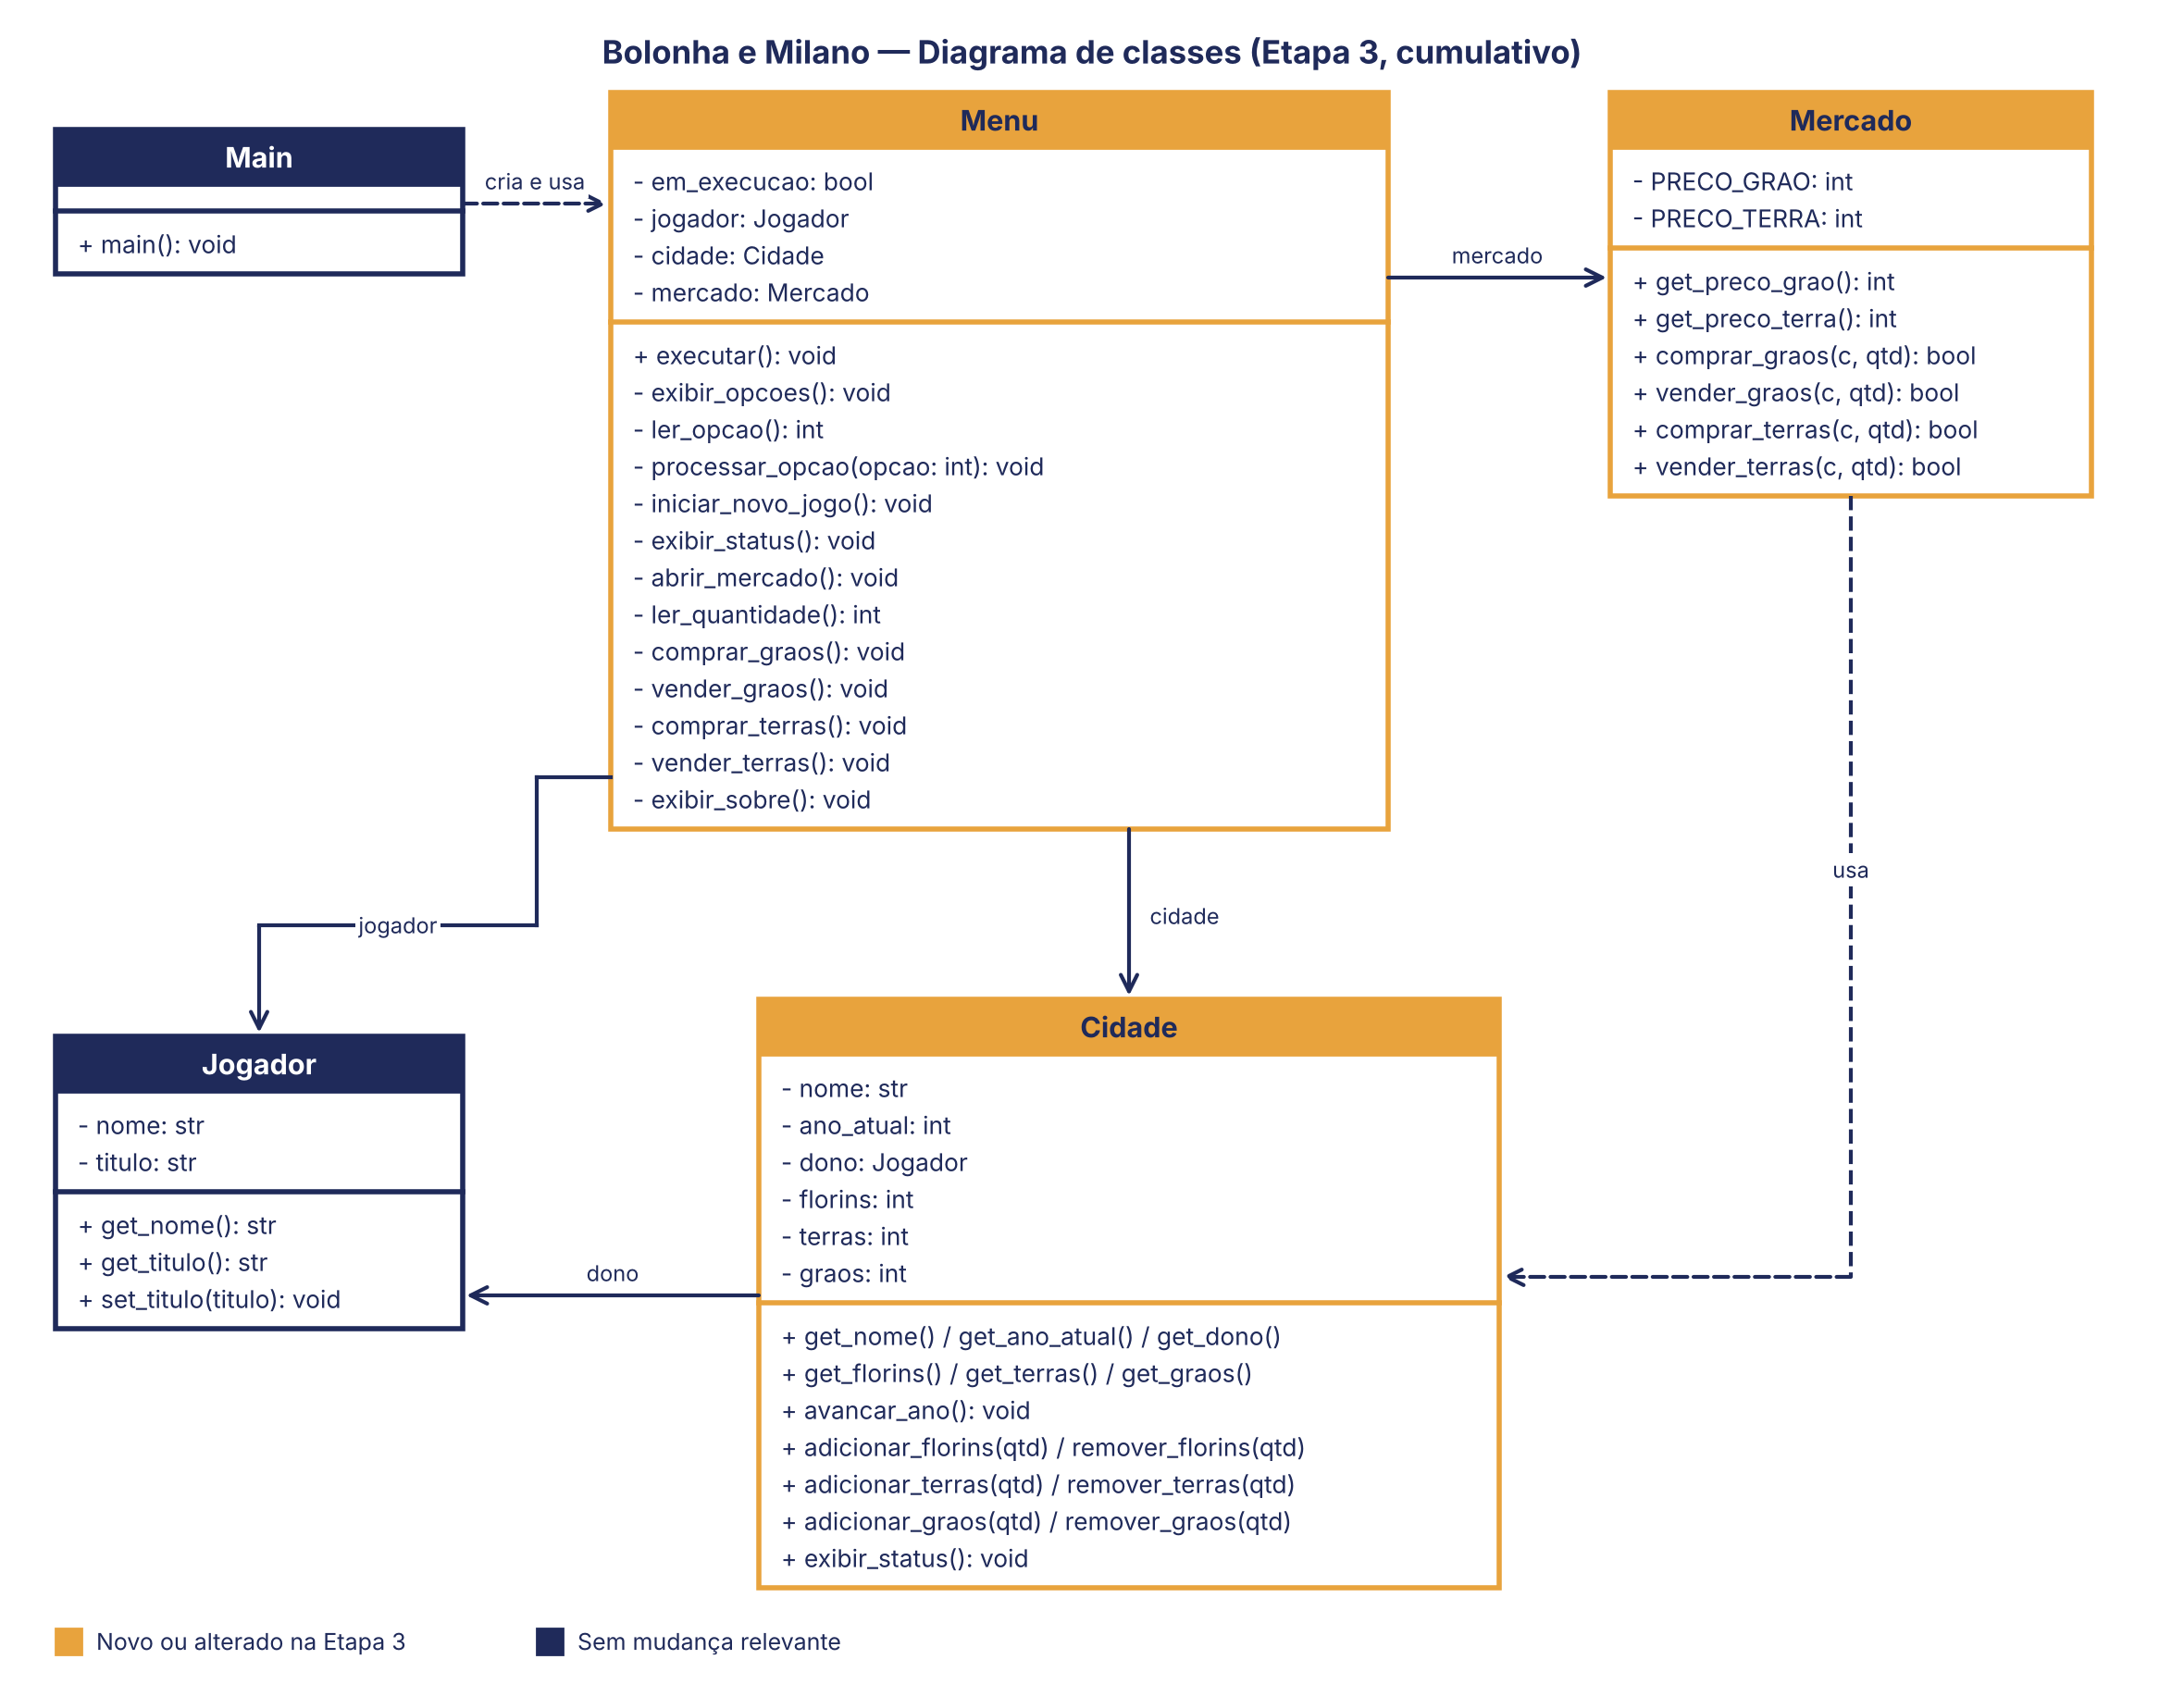 Bolonha e Milano — Diagrama de classes (Etapa 3, cumulativo)
Main
+ main(): void
cria e usa
Menu
- em_execucao: bool
- jogador: Jogador
- cidade: Cidade
- mercado: Mercado
+ executar(): void
- exibir_opcoes(): void
- ler_opcao(): int
- processar_opcao(opcao: int): void
- iniciar_novo_jogo(): void
- exibir_status(): void
- abrir_mercado(): void
- ler_quantidade(): int
- comprar_graos(): void
- vender_graos(): void
- comprar_terras(): void
- vender_terras(): void
- exibir_sobre(): void
mercado
Mercado
- PRECO_GRAO: int
- PRECO_TERRA: int
+ get_preco_grao(): int
+ get_preco_terra(): int
+ comprar_graos(c, qtd): bool
+ vender_graos(c, qtd): bool
+ comprar_terras(c, qtd): bool
+ vender_terras(c, qtd): bool
usa
jogador
cidade
Jogador
- nome: str
- titulo: str
+ get_nome(): str
+ get_titulo(): str
+ set_titulo(titulo): void
dono
Cidade
- nome: str
- ano_atual: int
- dono: Jogador
- florins: int
- terras: int
- graos: int
+ get_nome() / get_ano_atual() / get_dono()
+ get_florins() / get_terras() / get_graos()
+ avancar_ano(): void
+ adicionar_florins(qtd) / remover_florins(qtd)
+ adicionar_terras(qtd) / remover_terras(qtd)
+ adicionar_graos(qtd) / remover_graos(qtd)
+ exibir_status(): void
Novo ou alterado na Etapa 3
Sem mudança relevante